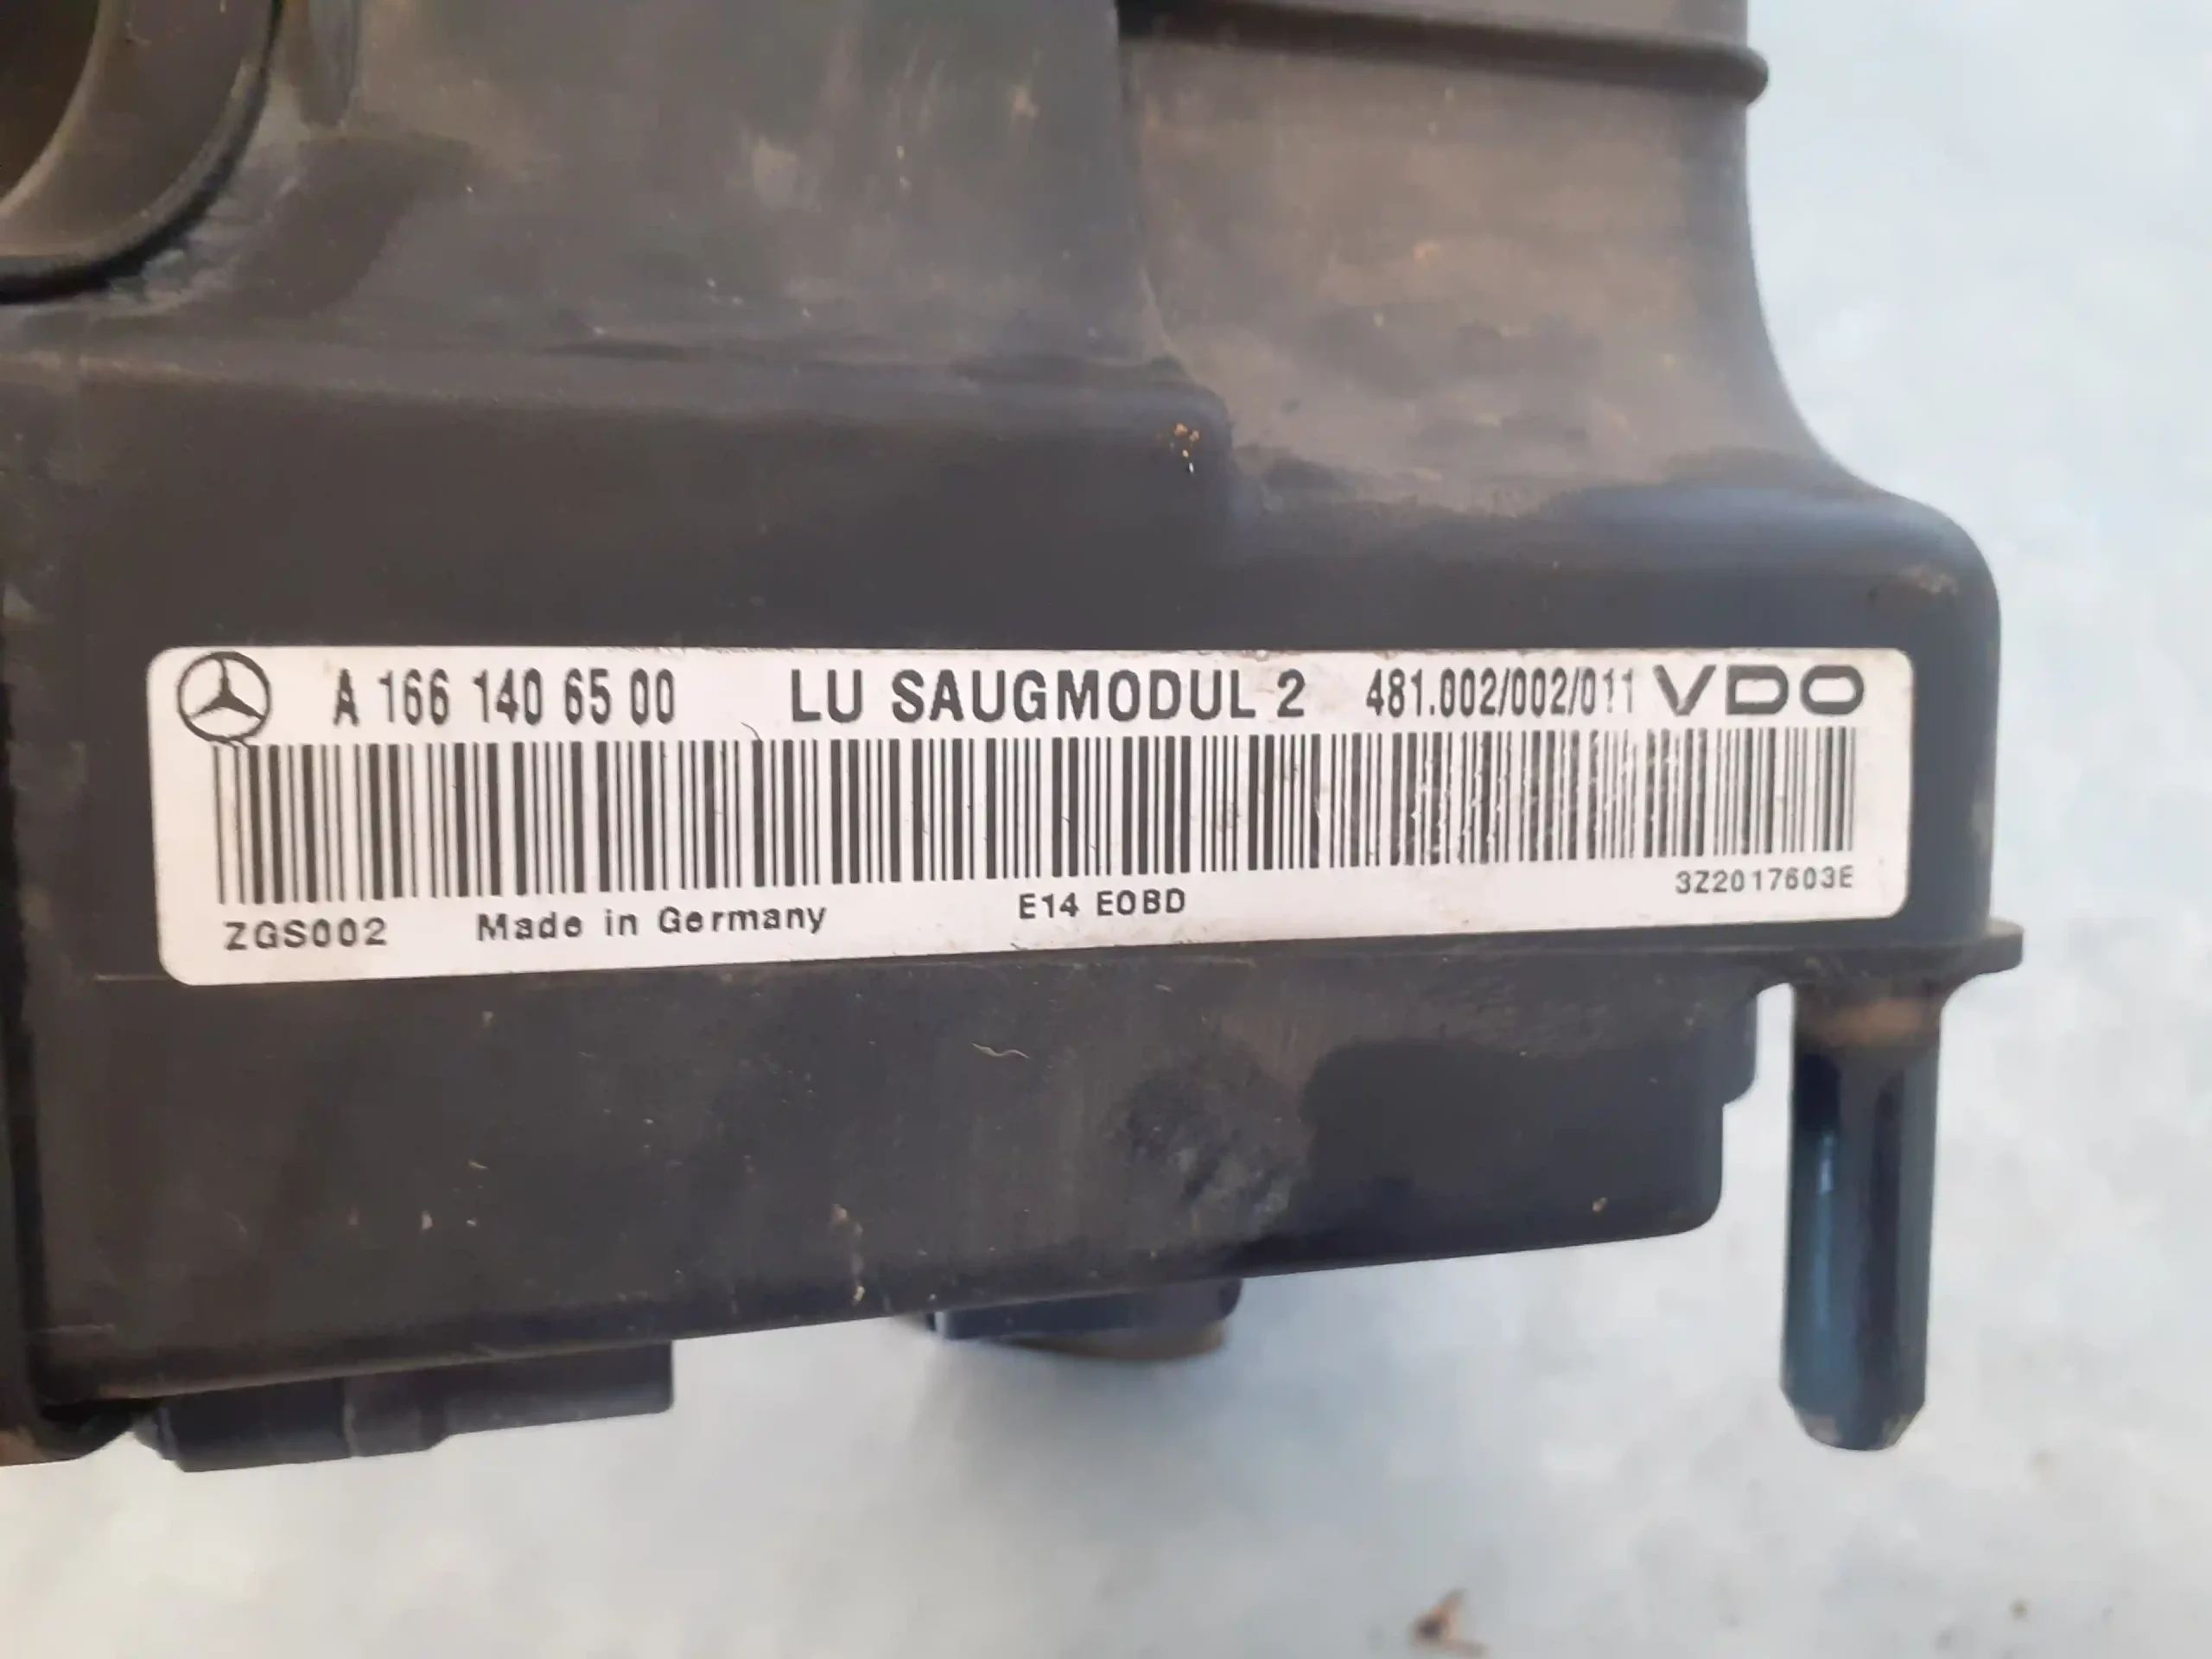 A 166 140 65 00 LU SAUGMODUL 2 481.002/002/011 VDO
ZGS002 Made in Germany E14 EOBD 3Z2017603E